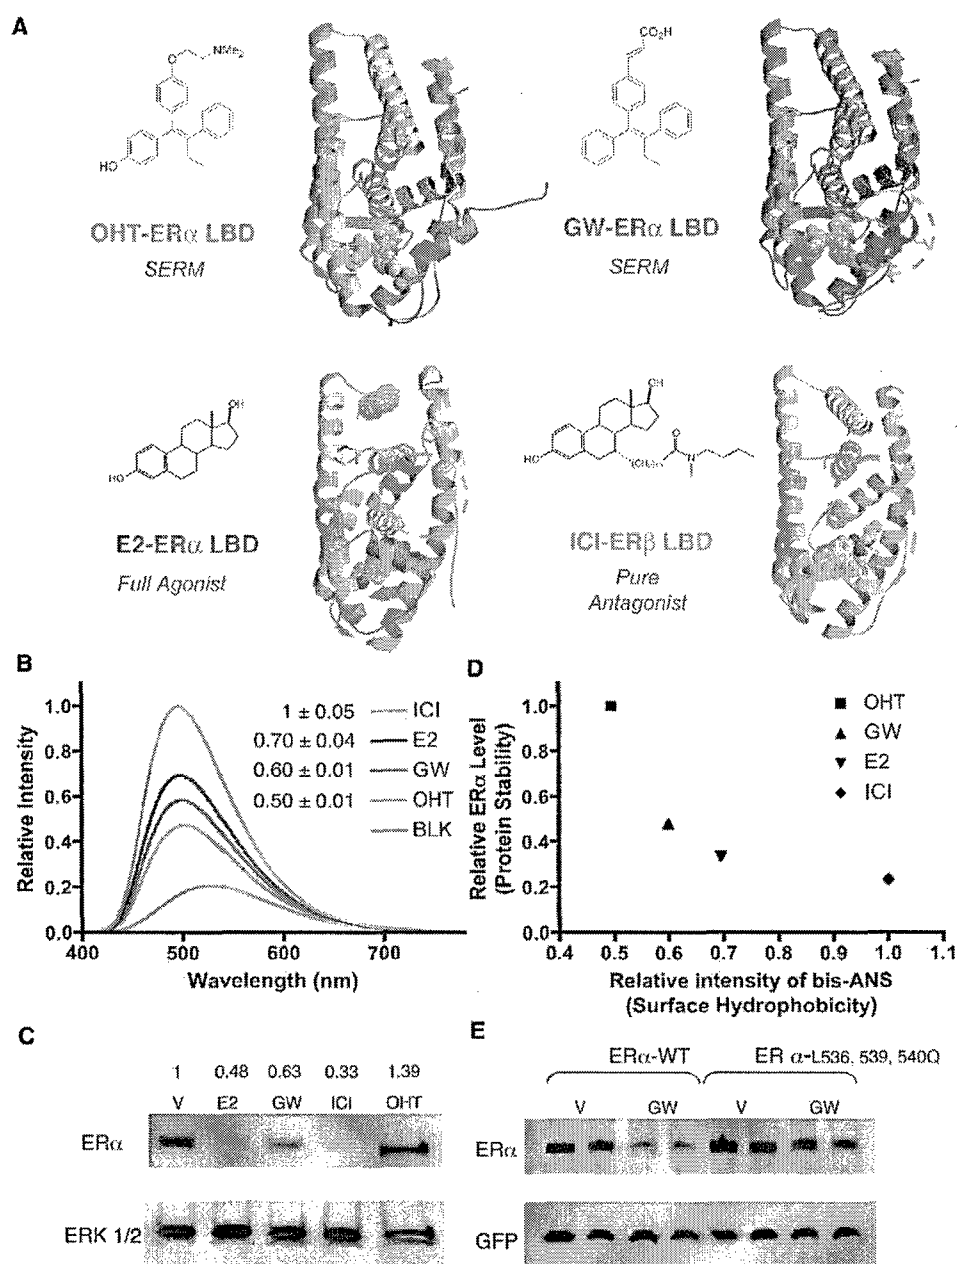 A
NMe2
O
HO
OHT-ERα LBD
SERM
CO2H
GW-ERα LBD
SERM
OH
HO
E2-ERα LBD
Full Agonist
OH
HO
O
N
ICI-ERβ LBD
Pure
Antagonist
B
Relative Intensity
1.0
0.8
0.6
0.4
0.2
0.0
400 500 600 700
Wavelength (nm)
1 ± 0.05 ICI
0.70 ± 0.04 E2
0.60 ± 0.01 GW
0.50 ± 0.01 OHT
BLK
D
Relative ERα Level
(Protein Stability)
1.0
0.8
0.6
0.4
0.2
0.0
0.4 0.5 0.6 0.7 0.8 0.9 1.0 1.1
Relative intensity of bis-ANS
(Surface Hydrophobicity)
OHT
GW
E2
ICI
C
1 0.48 0.63 0.33 1.39
V E2 GW ICI OHT
ERα
ERK 1/2
E
ERα-WT ER α-L536, 539, 540Q
V GW V GW
ERα
GFP